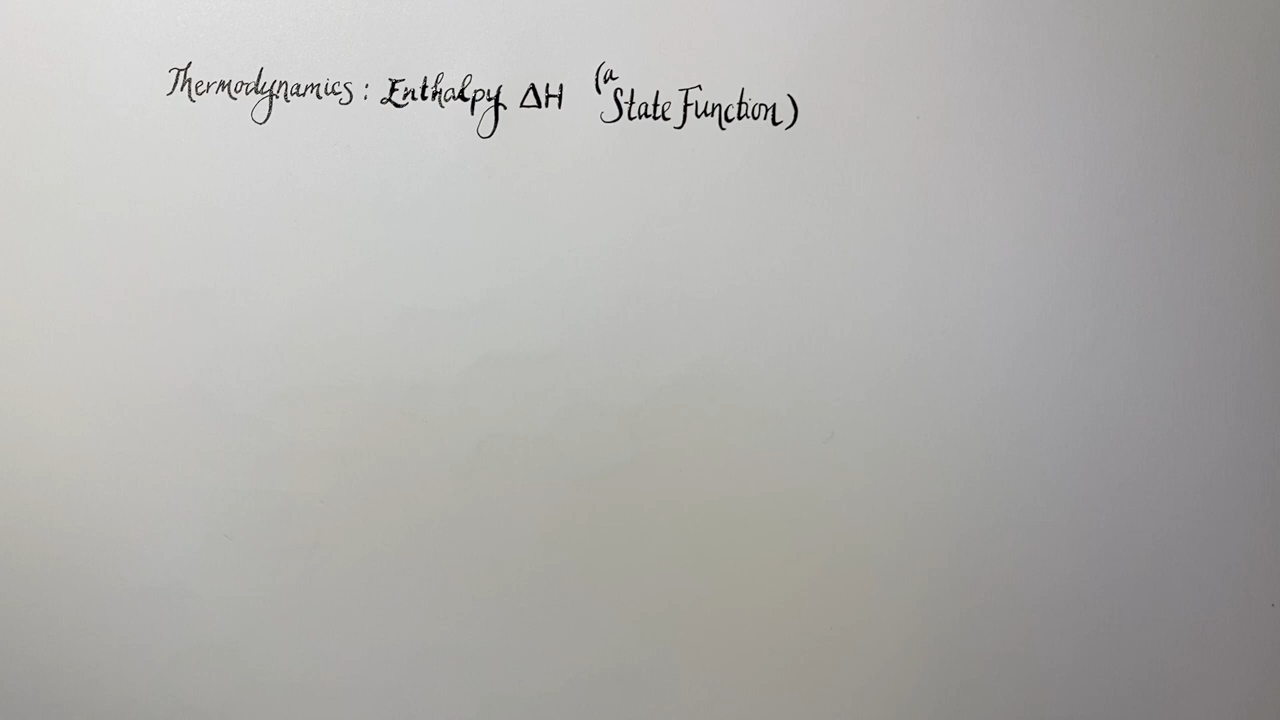 Thermodynamics: Enthalpy ΔH (a State Function)